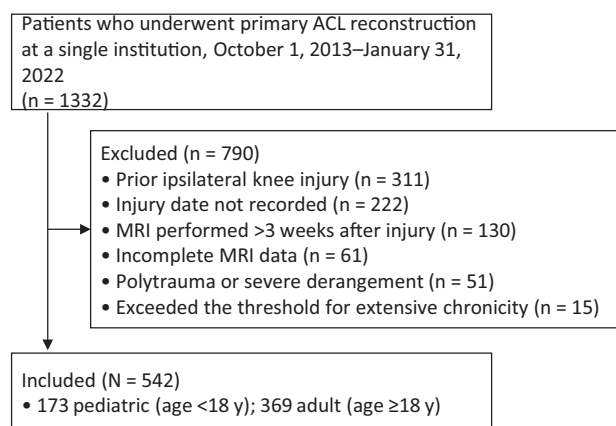 Patients who underwent primary ACL reconstruction
at a single institution, October 1, 2013–January 31,
2022
(n = 1332)
Excluded (n = 790)
• Prior ipsilateral knee injury (n = 311)
• Injury date not recorded (n = 222)
• MRI performed >3 weeks after injury (n = 130)
• Incomplete MRI data (n = 61)
• Polytrauma or severe derangement (n = 51)
• Exceeded the threshold for extensive chronicity (n = 15)
Included (N = 542)
• 173 pediatric (age <18 y); 369 adult (age ≥18 y)